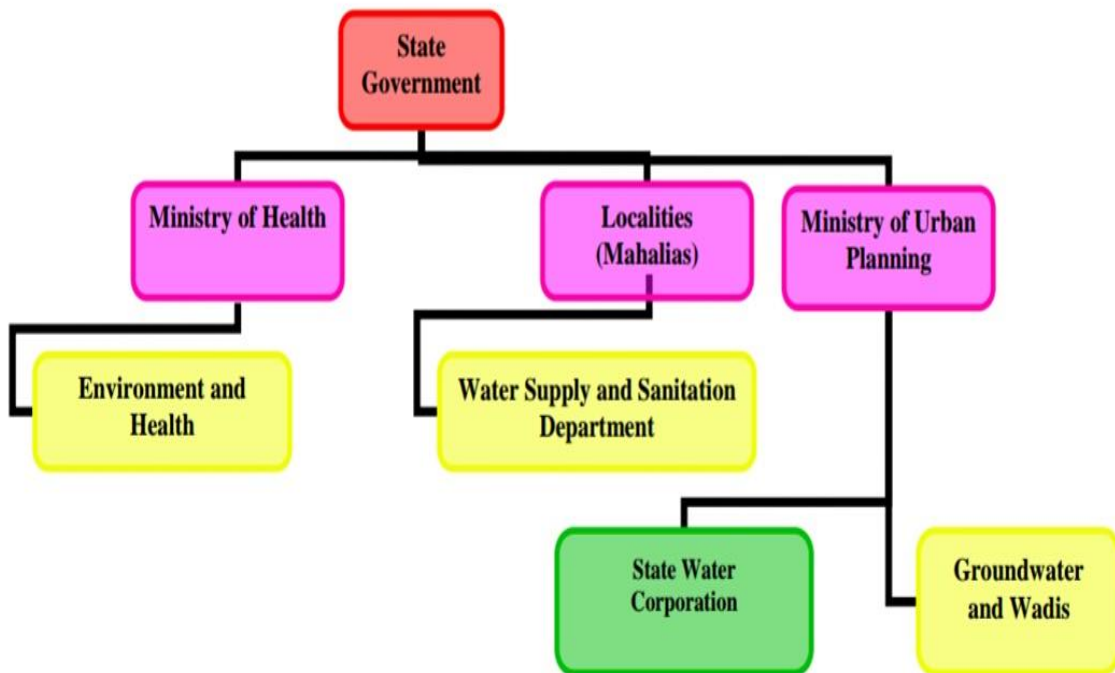 State
Government
Ministry of Health
Localities
(Mahalias)
Ministry of Urban
Planning
Environment and
Health
Water Supply and Sanitation
Department
State Water
Corporation
Groundwater
and Wadis